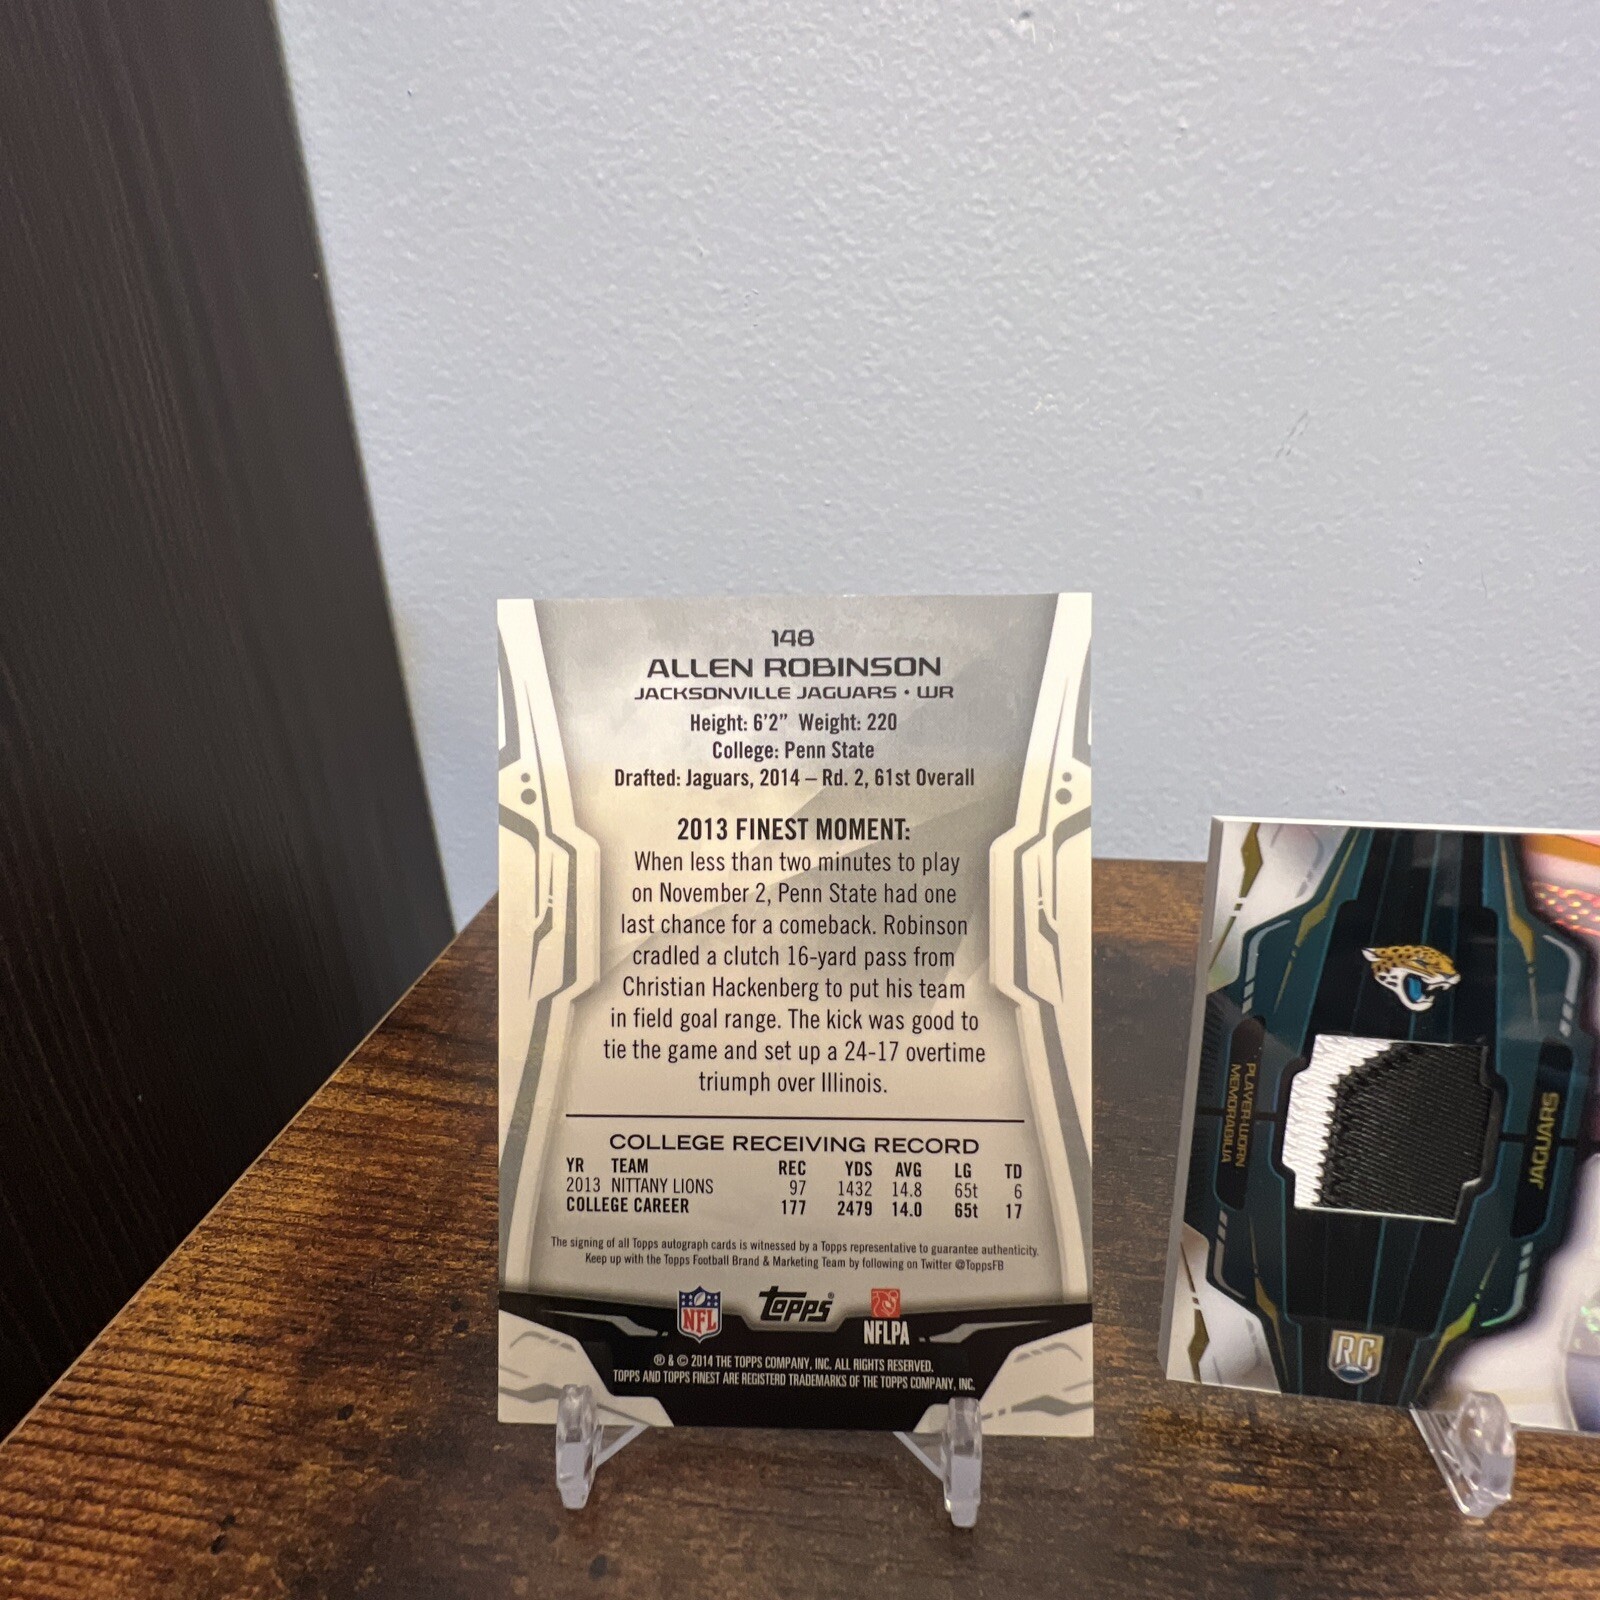 148
ALLEN ROBINSON
JACKSONVILLE JAGUARS • WR
Height: 6'2" Weight: 220
College: Penn State
Drafted: Jaguars, 2014 – Rd. 2, 61st Overall
2013 FINEST MOMENT:
When less than two minutes to play
on November 2, Penn State had one
last chance for a comeback. Robinson
cradled a clutch 16-yard pass from
Christian Hackenberg to put his team
in field goal range. The kick was good to
tie the game and set up a 24-17 overtime
triumph over Illinois.
COLLEGE RECEIVING RECORD
YR TEAM REC YDS AVG LG TD
2013 NITTANY LIONS 97 1432 14.8 65t 6
COLLEGE CAREER 177 2479 14.0 65t 17
The signing of all Topps autograph cards is witnessed by a Topps representative to guarantee authenticity.
Keep up with the Topps Football Brand & Marketing Team by following on Twitter @ToppsFB
NFL
Topps®
NFLPA
® & © 2014 THE TOPPS COMPANY, INC. ALL RIGHTS RESERVED.
TOPPS AND TOPPS FINEST ARE REGISTERD TRADEMARKS OF THE TOPPS COMPANY, INC.
PLAYER-WORN
MEMORABILIA
JAGUARS
RC